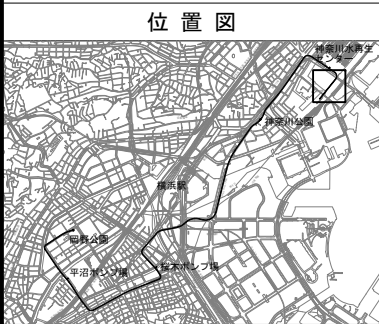 位置図
神奈川水再生
センター
神奈川公園
横浜駅
岡野公園
平沼ポンプ場
桜木ポンプ場